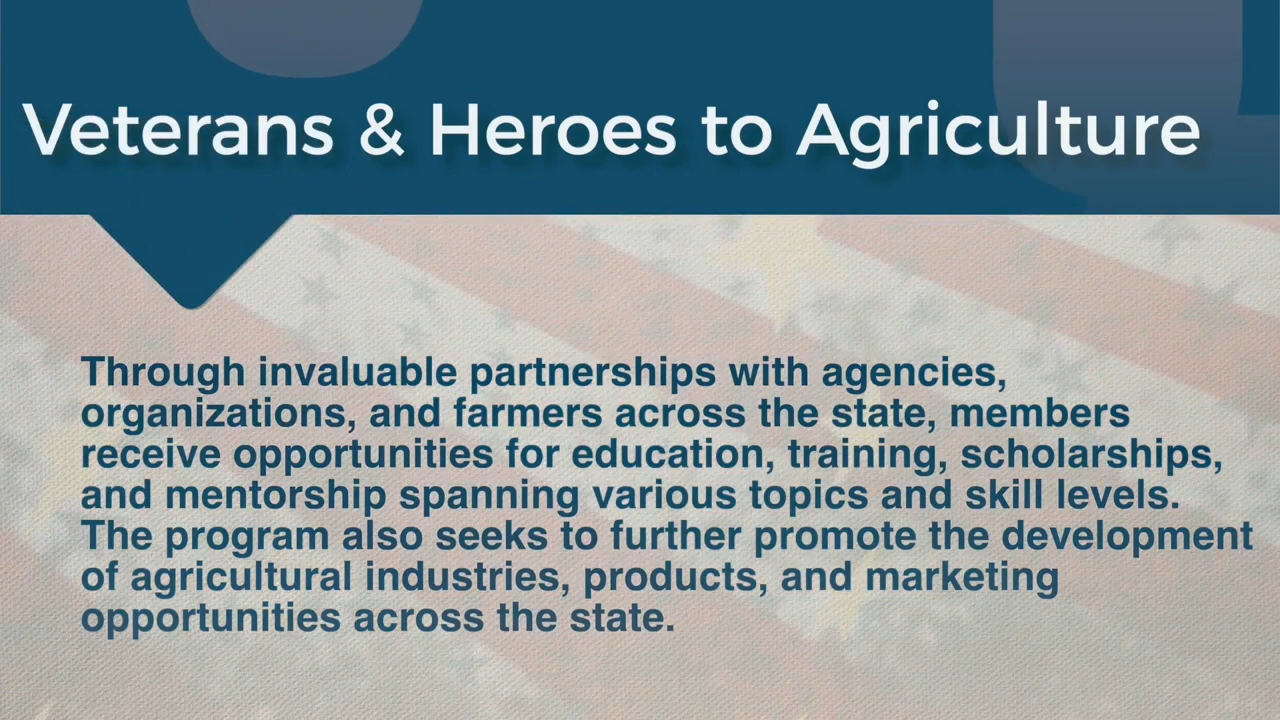 Veterans & Heroes to Agriculture
Through invaluable partnerships with agencies,
organizations, and farmers across the state, members
receive opportunities for education, training, scholarships,
and mentorship spanning various topics and skill levels.
The program also seeks to further promote the development
of agricultural industries, products, and marketing
opportunities across the state.